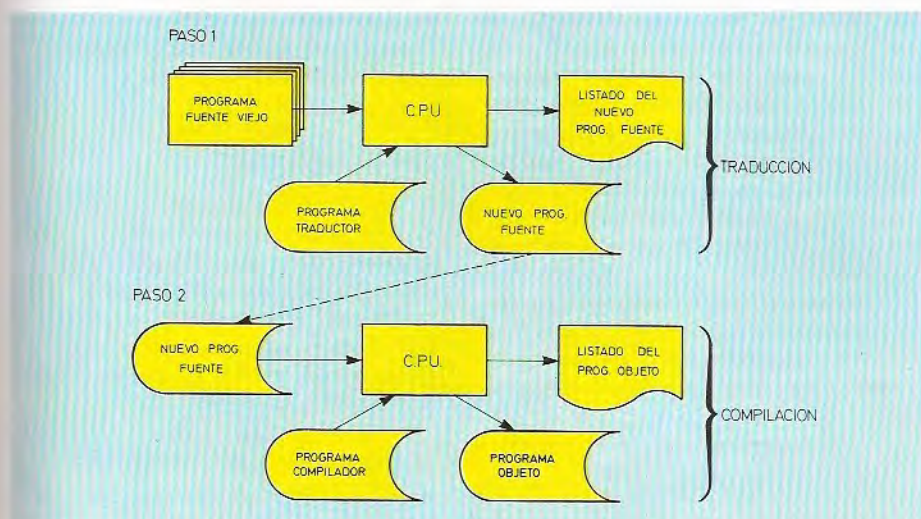 PASO 1
PROGRAMA
FUENTE VIEJO
C.P.U
LISTADO DEL
NUEVO
PROG. FUENTE
TRADUCCION
PROGRAMA
TRADUCTOR
NUEVO PROG.
FUENTE
PASO 2
NUEVO PROG.
FUENTE
C.P.U.
LISTADO DEL
PROG. OBJETO
COMPILACION
PROGRAMA
COMPILADOR
PROGRAMA
OBJETO